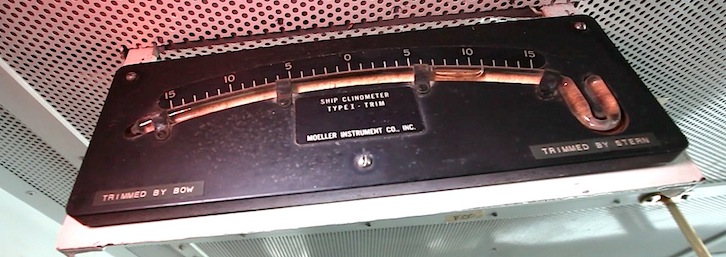 15 10 5 0 5 10 15
SHIP CLINOMETER
TYPE I - TRIM
MOELLER INSTRUMENT CO., INC.
TRIMMED BY BOW
TRIMMED BY STERN